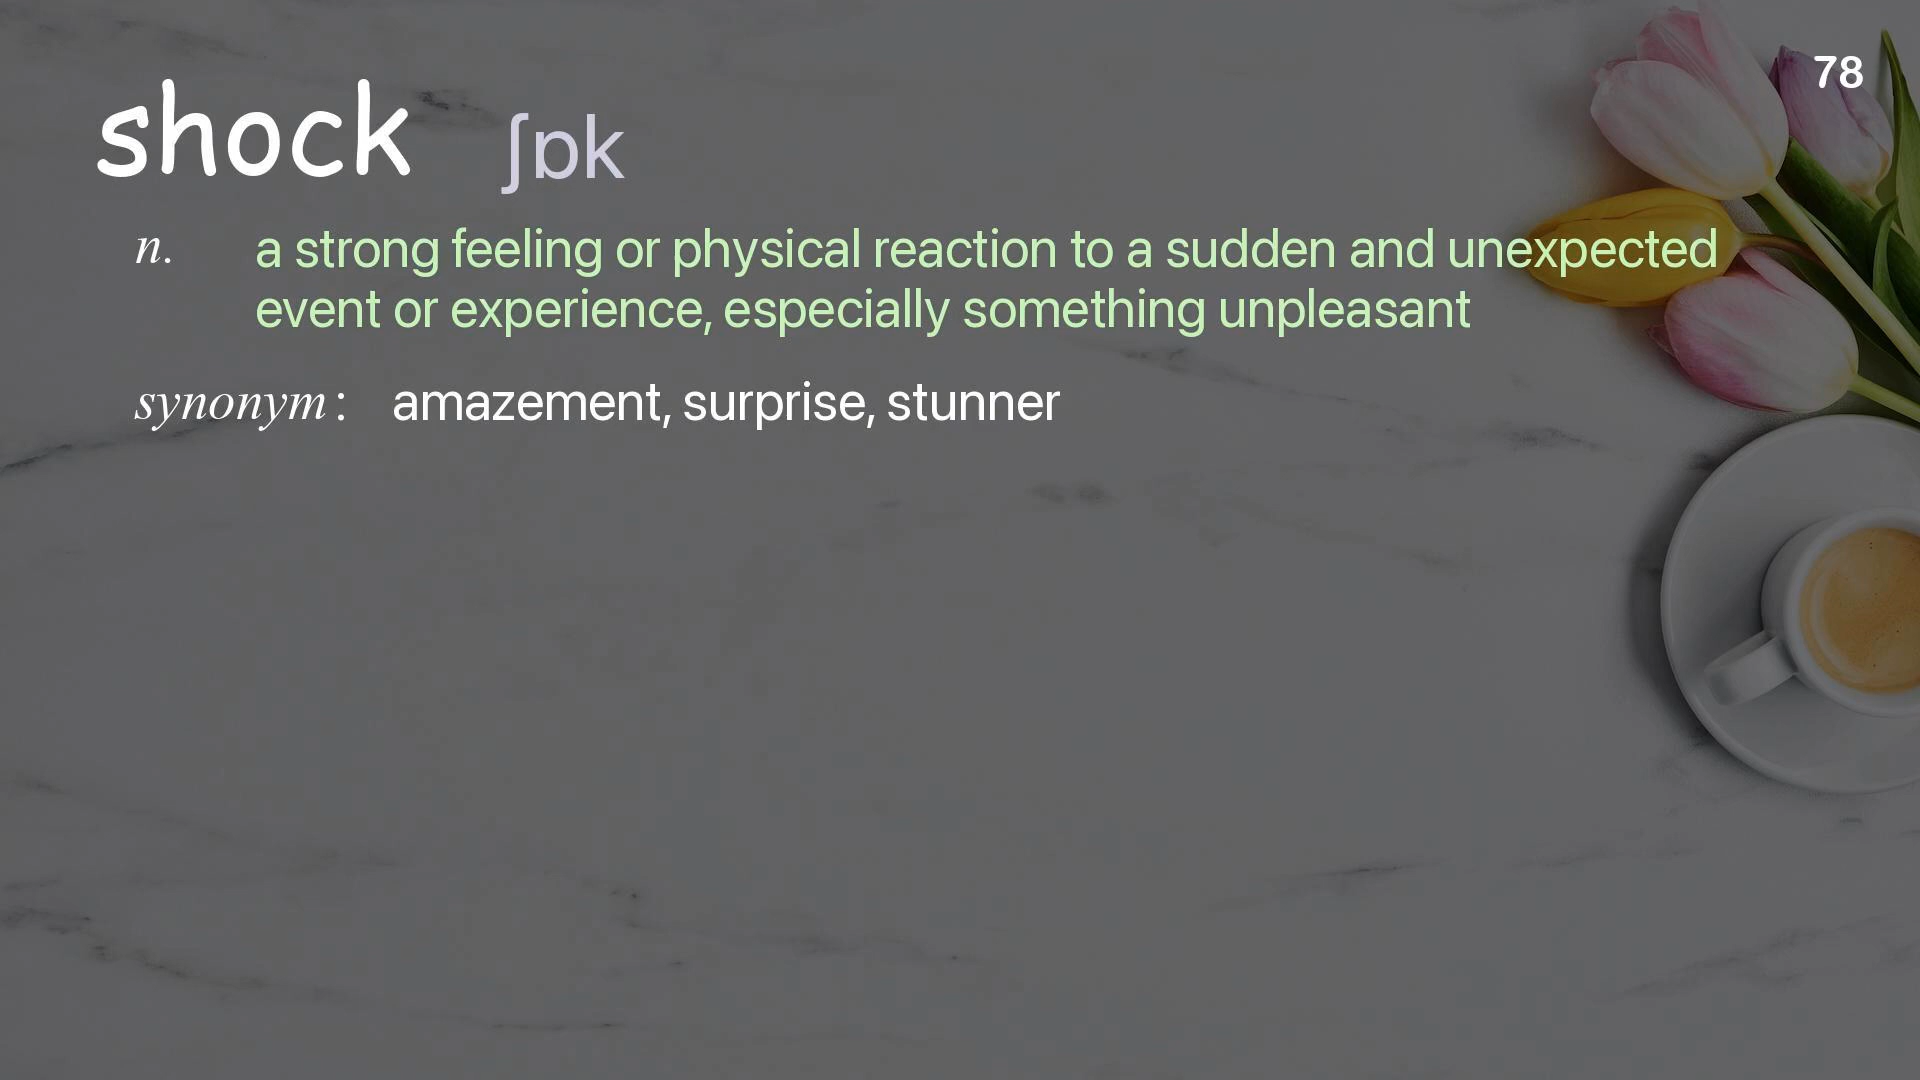 78
shock ʃɒk
n. a strong feeling or physical reaction to a sudden and unexpected
event or experience, especially something unpleasant
synonym : amazement, surprise, stunner